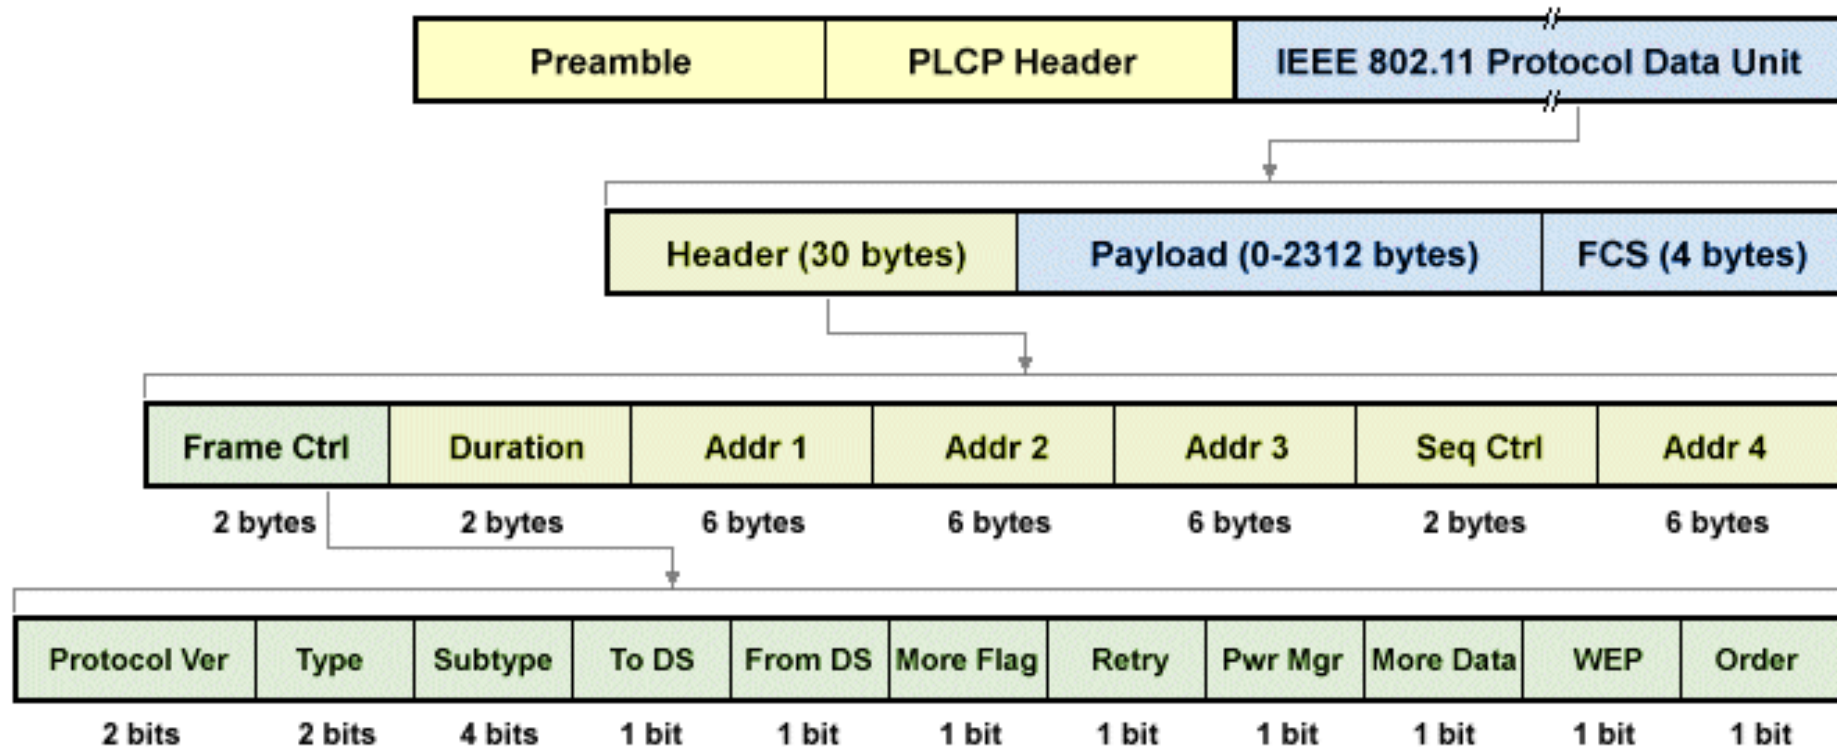 Preamble PLCP Header IEEE 802.11 Protocol Data Unit
Header (30 bytes) Payload (0-2312 bytes) FCS (4 bytes)
Frame Ctrl Duration Addr 1 Addr 2 Addr 3 Seq Ctrl Addr 4
2 bytes 2 bytes 6 bytes 6 bytes 6 bytes 2 bytes 6 bytes
Protocol Ver Type Subtype To DS From DS More Flag Retry Pwr Mgr More Data WEP Order
2 bits 2 bits 4 bits 1 bit 1 bit 1 bit 1 bit 1 bit 1 bit 1 bit 1 bit